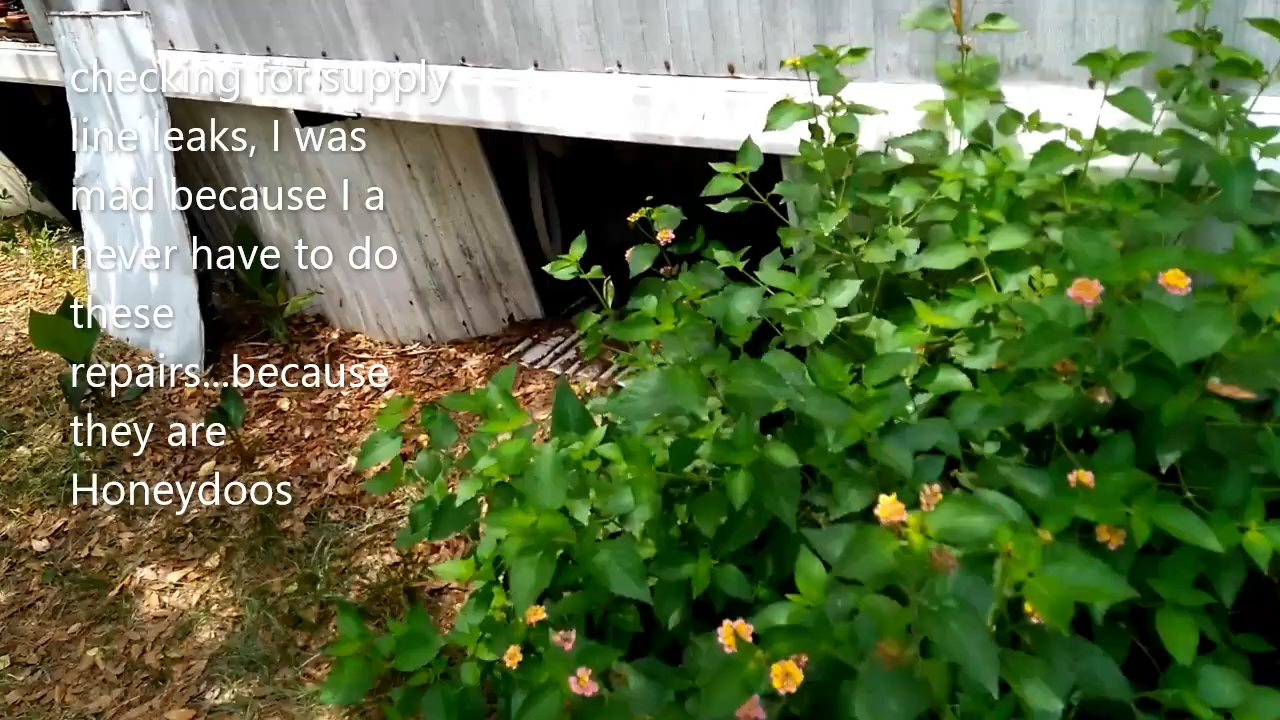 checking for supply
line leaks, I was
mad because I a
never have to do
these
repairs...because
they are
Honeydoos